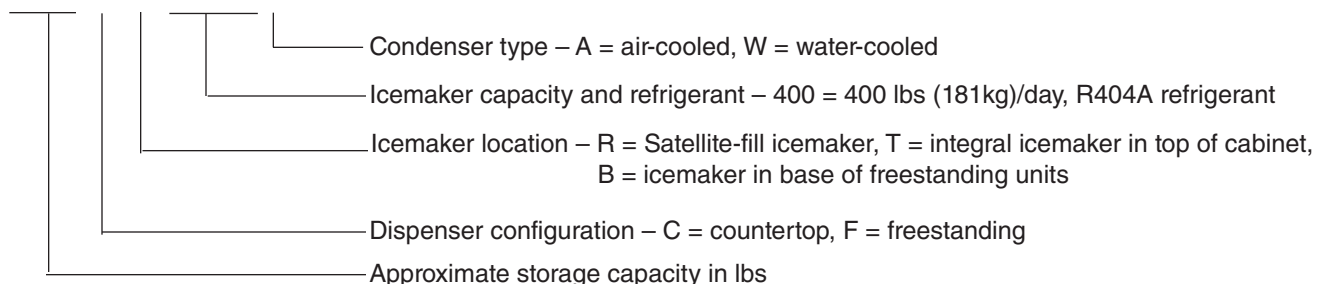 Condenser type – A = air-cooled, W = water-cooled
Icemaker capacity and refrigerant – 400 = 400 lbs (181kg)/day, R404A refrigerant
Icemaker location – R = Satellite-fill icemaker, T = integral icemaker in top of cabinet,
B = icemaker in base of freestanding units
Dispenser configuration – C = countertop, F = freestanding
Approximate storage capacity in lbs